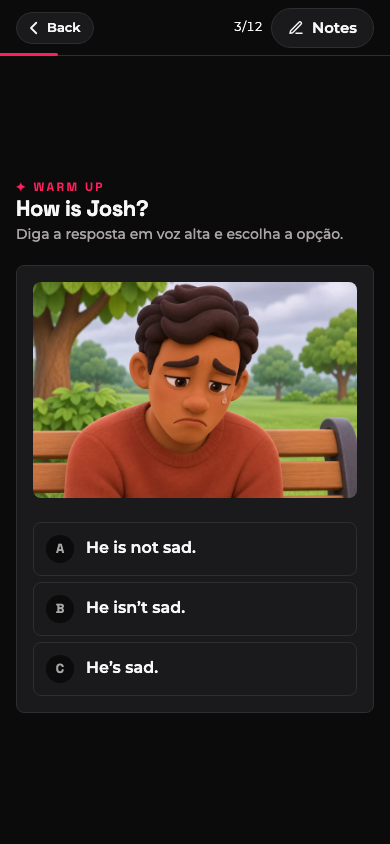 Back
3/12
Notes
WARM UP
How is Josh?
Diga a resposta em voz alta e escolha a opção.
A He is not sad.
B He isn’t sad.
C He’s sad.